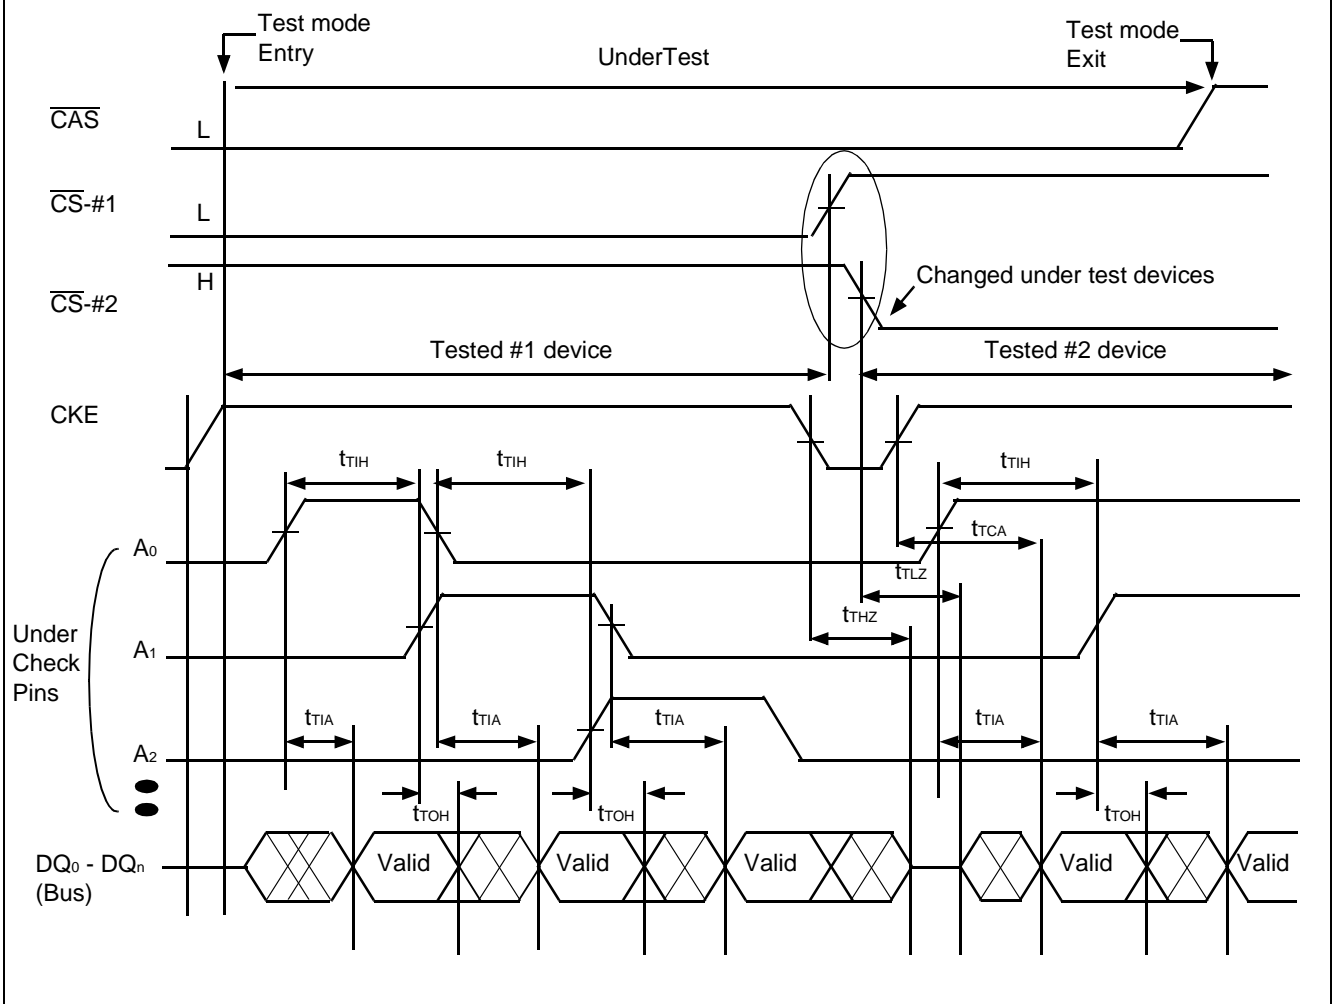 Test mode
Entry
UnderTest
Test mode
Exit
CAS
L
CS-#1
L
H
CS-#2
Changed under test devices
Tested #1 device
Tested #2 device
CKE
tTIH
tTIH
tTIH
A0
tTCA
tTLZ
tTHZ
Under
Check
Pins
A1
tTIA
tTIA
tTIA
tTIA
tTIA
A2
tTOH
tTOH
tTOH
DQ0 - DQn
(Bus)
Valid
Valid
Valid
Valid
Valid